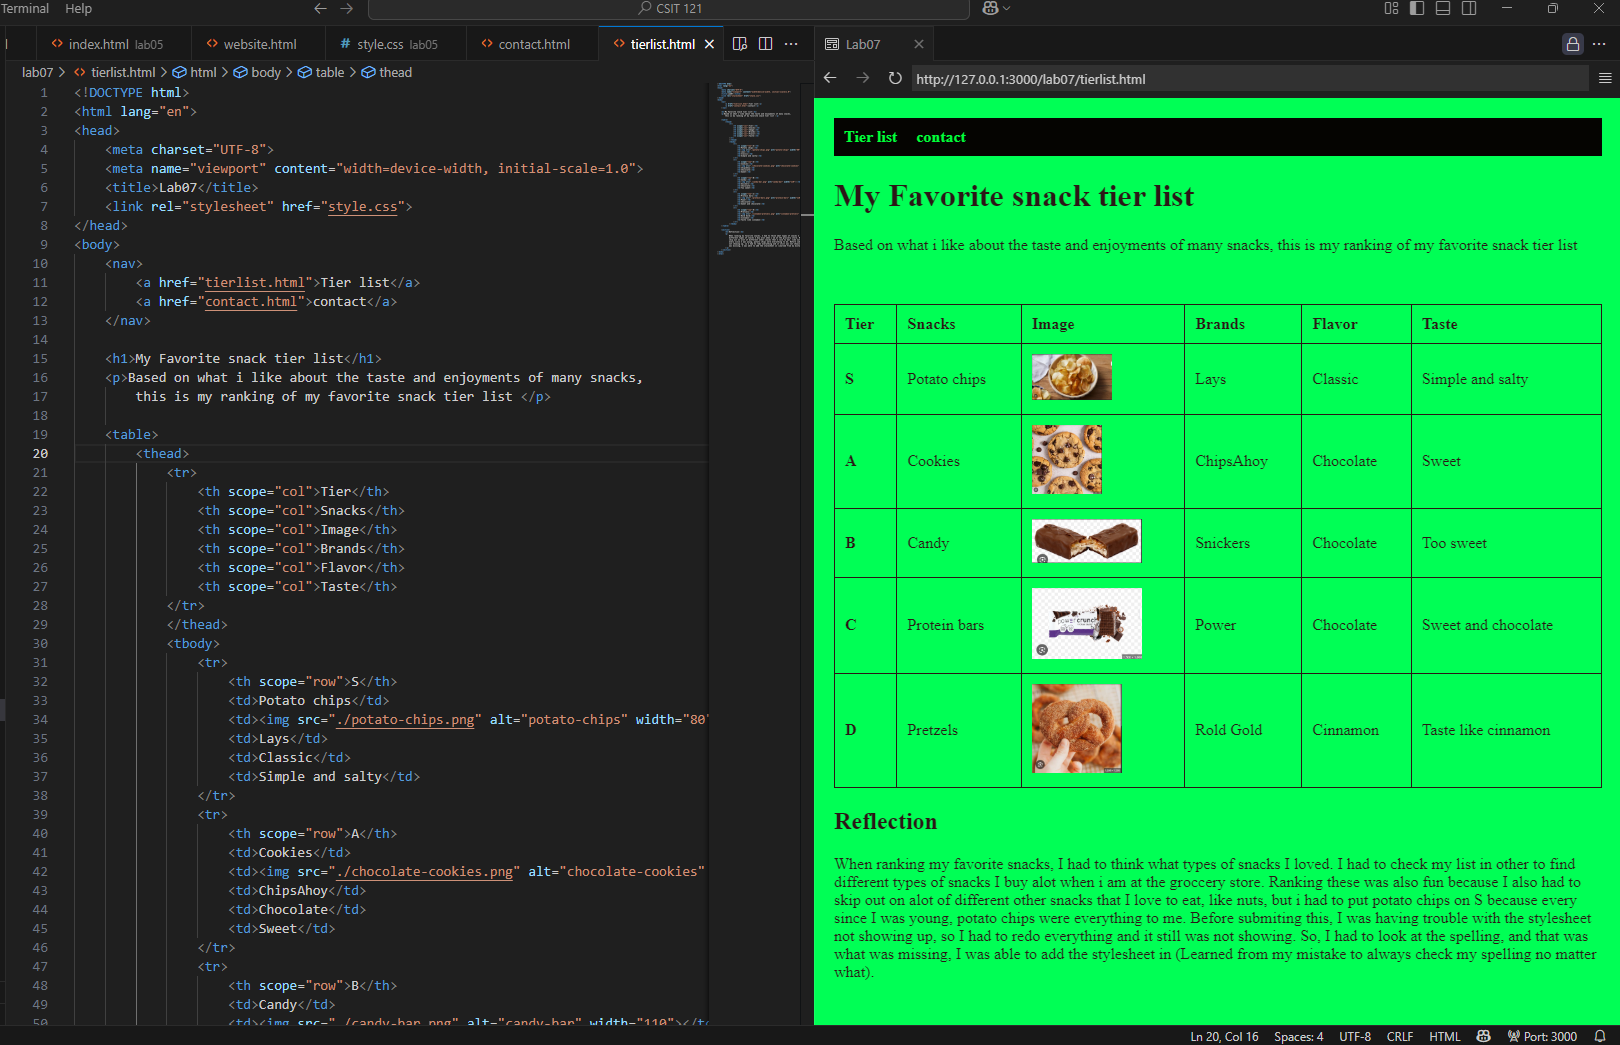 Terminal Help
CSIT 121
index.html lab05
website.html
style.css lab05
contact.html
tierlist.html
Lab07
lab07 > tierlist.html > html > body > table > thead
http://127.0.0.1:3000/lab07/tierlist.html
1 <!DOCTYPE html>
2 <html lang="en">
3 <head>
4 <meta charset="UTF-8">
5 <meta name="viewport" content="width=device-width, initial-scale=1.0">
6 <title>Lab07</title>
7 <link rel="stylesheet" href="style.css">
8 </head>
9 <body>
10 <nav>
11 <a href="tierlist.html">Tier list</a>
12 <a href="contact.html">contact</a>
13 </nav>
14
15 <h1>My Favorite snack tier list</h1>
16 <p>Based on what i like about the taste and enjoyments of many snacks,
17 this is my ranking of my favorite snack tier list </p>
18
19 <table>
20 <thead>
21 <tr>
22 <th scope="col">Tier</th>
23 <th scope="col">Snacks</th>
24 <th scope="col">Image</th>
25 <th scope="col">Brands</th>
26 <th scope="col">Flavor</th>
27 <th scope="col">Taste</th>
28 </tr>
29 </thead>
30 <tbody>
31 <tr>
32 <th scope="row">S</th>
33 <td>Potato chips</td>
34 <td><img src="./potato-chips.png" alt="potato-chips" width="80"
35 <td>Lays</td>
36 <td>Classic</td>
37 <td>Simple and salty</td>
38 </tr>
39 <tr>
40 <th scope="row">A</th>
41 <td>Cookies</td>
42 <td><img src="./chocolate-cookies.png" alt="chocolate-cookies"
43 <td>ChipsAhoy</td>
44 <td>Chocolate</td>
45 <td>Sweet</td>
46 </tr>
47 <tr>
48 <th scope="row">B</th>
49 <td>Candy</td>
50 <td><img src="./candy-bar.png" alt="candy-bar" width="110"></td
Tier list contact
My Favorite snack tier list
Based on what i like about the taste and enjoyments of many snacks, this is my ranking of my favorite snack tier list
Tier Snacks Image Brands Flavor Taste
S Potato chips Lays Classic Simple and salty
A Cookies ChipsAhoy Chocolate Sweet
B Candy Snickers Chocolate Too sweet
C Protein bars Power Chocolate Sweet and chocolate
D Pretzels Rold Gold Cinnamon Taste like cinnamon
Reflection
When ranking my favorite snacks, I had to think what types of snacks I loved. I had to check my list in other to find
different types of snacks I buy alot when i am at the groccery store. Ranking these was also fun because I also had to
skip out on alot of different other snacks that I love to eat, like nuts, but i had to put potato chips on S because every
since I was young, potato chips were everything to me. Before submiting this, I was having trouble with the stylesheet
not showing up, so I had to redo everything and it still was not showing. So, I had to look at the spelling, and that was
what was missing, I was able to add the stylesheet in (Learned from my mistake to always check my spelling no matter
what).
Ln 20, Col 16 Spaces: 4 UTF-8 CRLF HTML Port: 3000